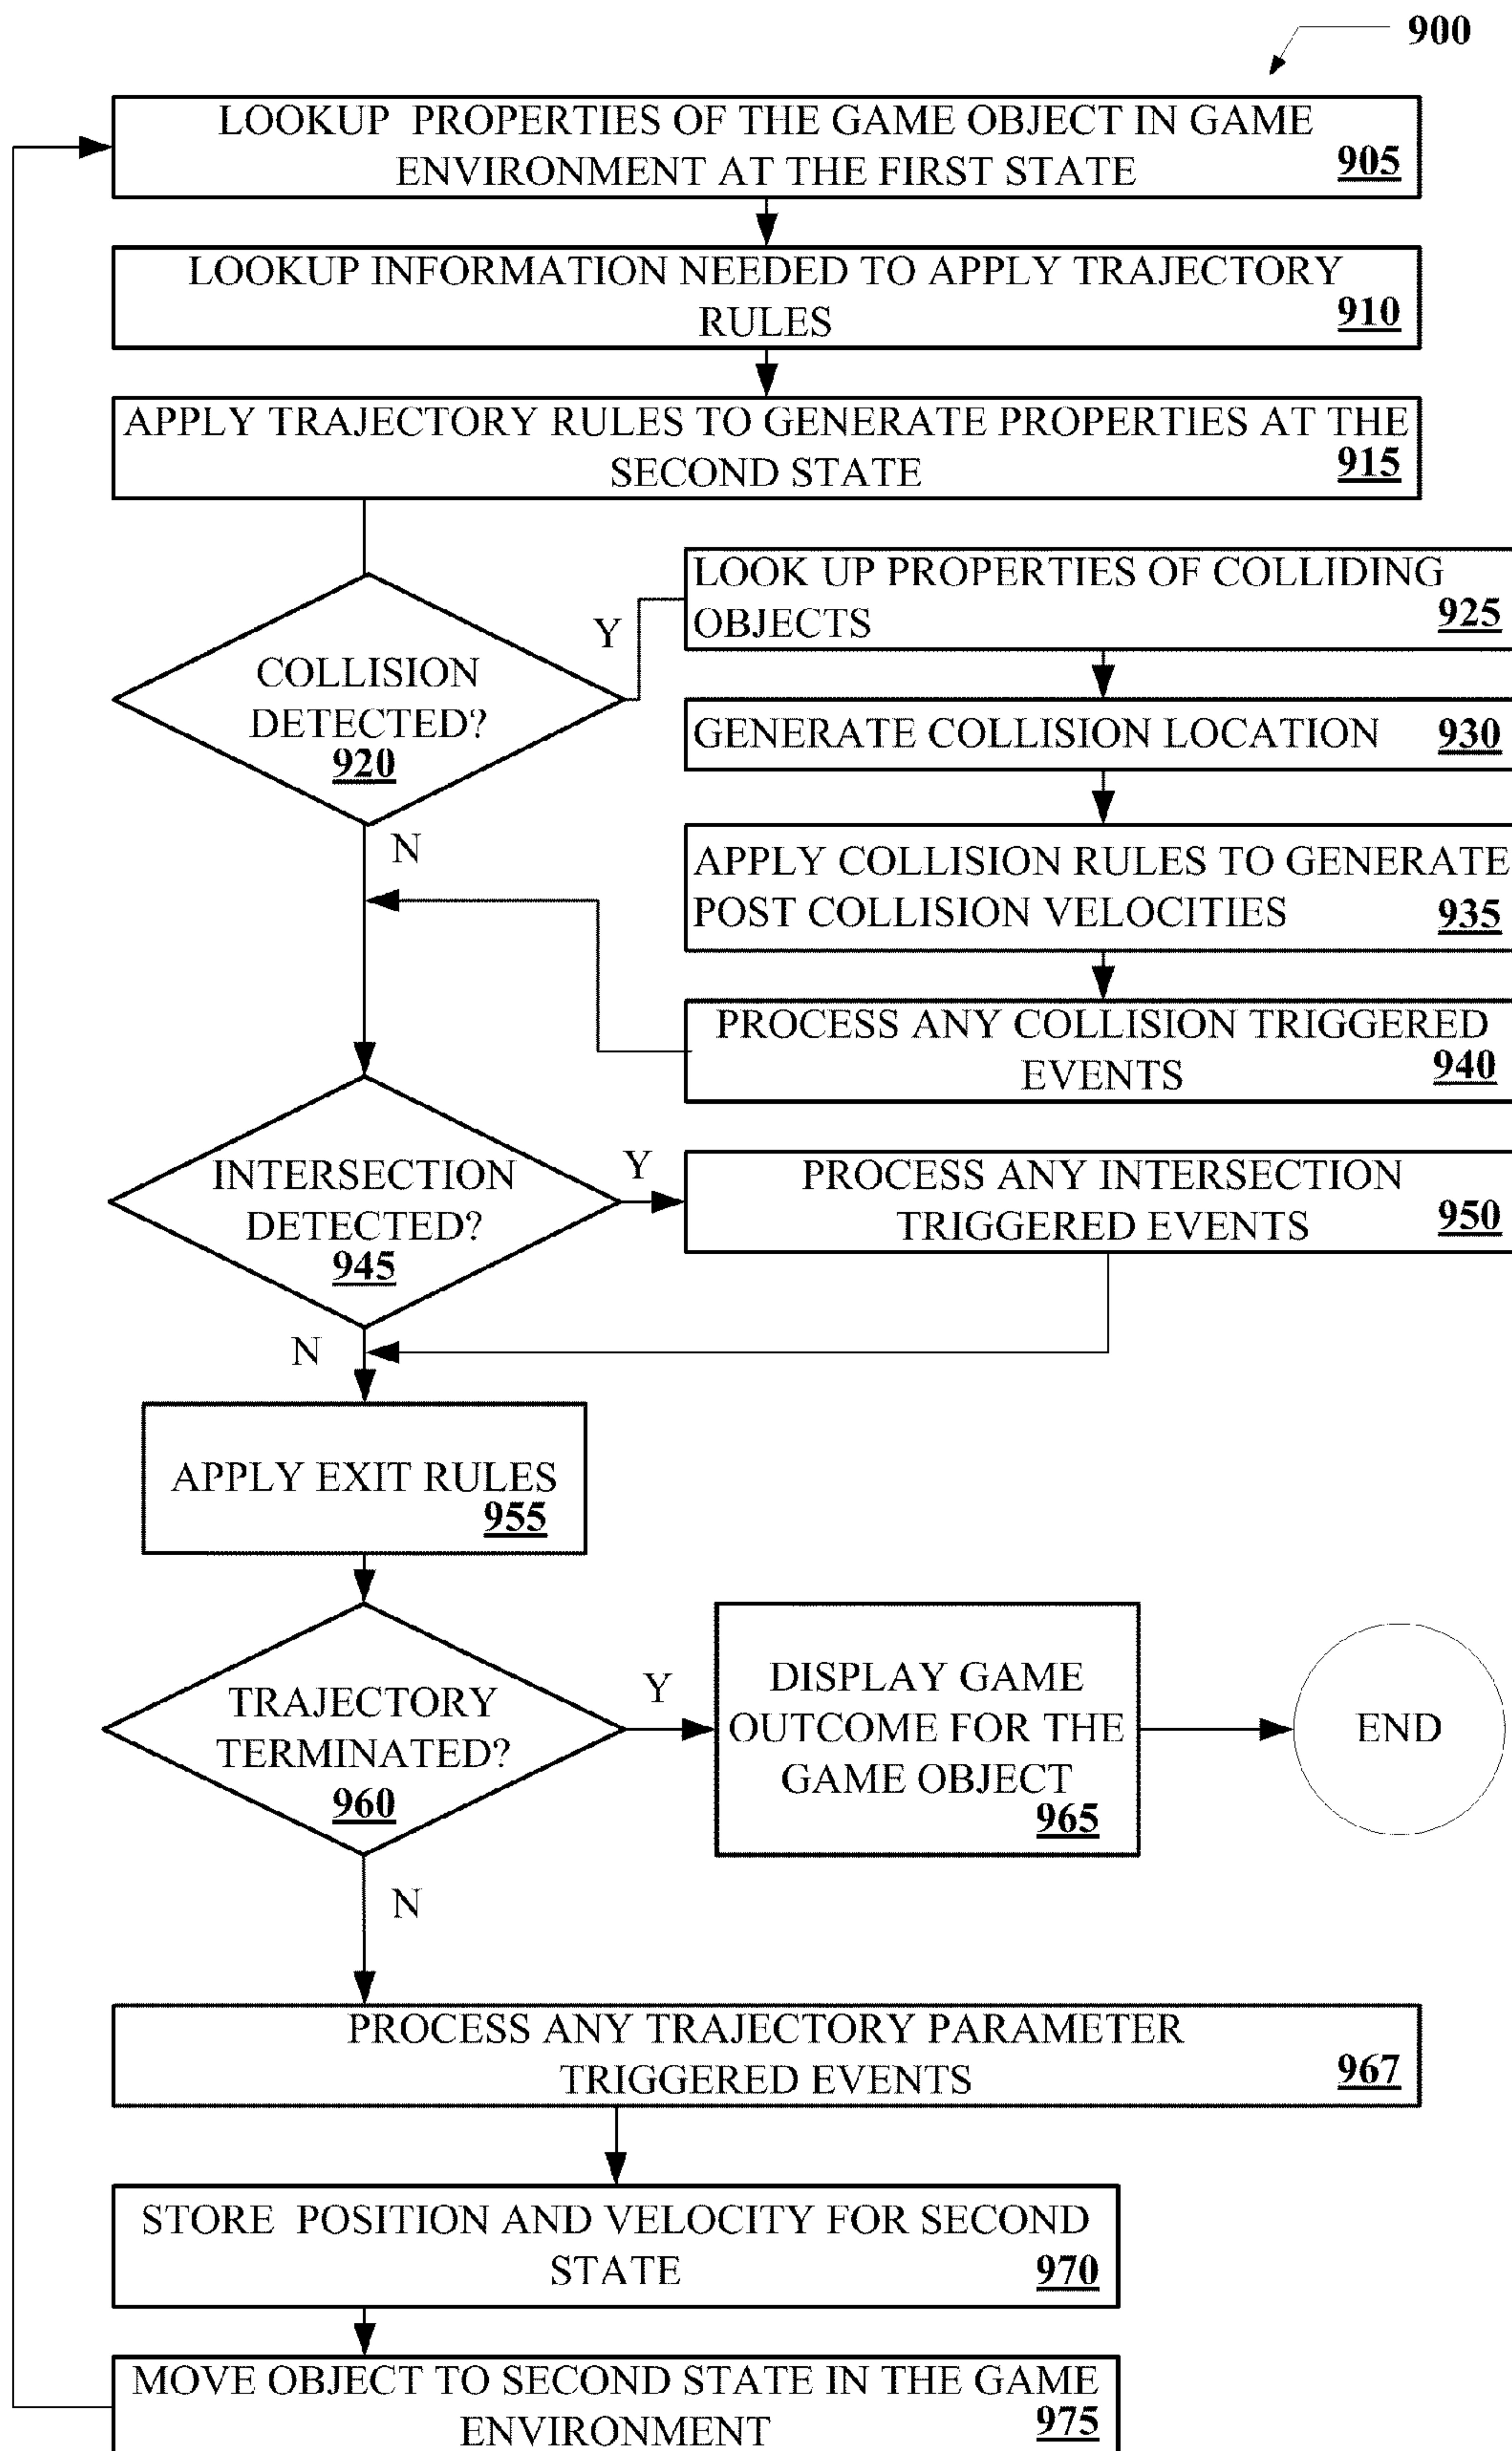 900
LOOKUP PROPERTIES OF THE GAME OBJECT IN GAME
ENVIRONMENT AT THE FIRST STATE
905
LOOKUP INFORMATION NEEDED TO APPLY TRAJECTORY
RULES
910
APPLY TRAJECTORY RULES TO GENERATE PROPERTIES AT THE
SECOND STATE
915
COLLISION
DETECTED?
920
Y
LOOK UP PROPERTIES OF COLLIDING
OBJECTS
925
GENERATE COLLISION LOCATION 930
APPLY COLLISION RULES TO GENERATE
POST COLLISION VELOCITIES
935
PROCESS ANY COLLISION TRIGGERED
EVENTS
940
N
INTERSECTION
DETECTED?
945
Y
PROCESS ANY INTERSECTION
TRIGGERED EVENTS
950
N
APPLY EXIT RULES
955
TRAJECTORY
TERMINATED?
960
Y
DISPLAY GAME
OUTCOME FOR THE
GAME OBJECT
965
END
N
PROCESS ANY TRAJECTORY PARAMETER
TRIGGERED EVENTS
967
STORE POSITION AND VELOCITY FOR SECOND
STATE
970
MOVE OBJECT TO SECOND STATE IN THE GAME
ENVIRONMENT
975